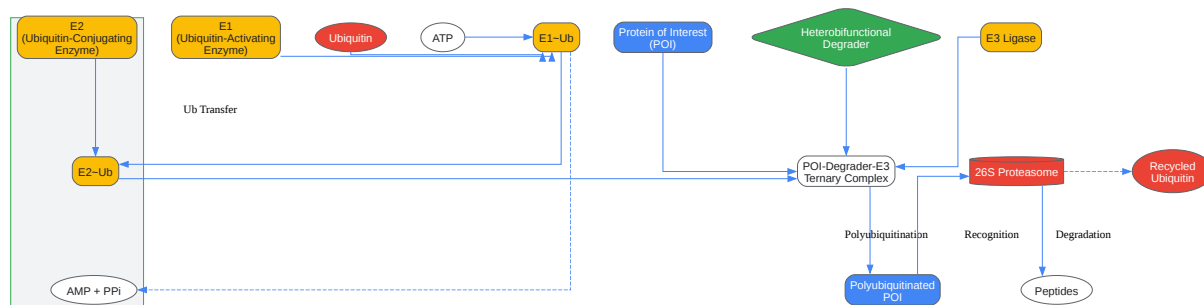 E2
(Ubiquitin-Conjugating
Enzyme)
E1
(Ubiquitin-Activating
Enzyme)
Ubiquitin
ATP
E1~Ub
Protein of Interest
(POI)
Heterobifunctional
Degrader
E3 Ligase
Ub Transfer
E2~Ub
POI-Degrader-E3
Ternary Complex
26S Proteasome
Recycled
Ubiquitin
Polyubiquitination
Recognition
Degradation
AMP + PPi
Polyubiquitinated
POI
Peptides